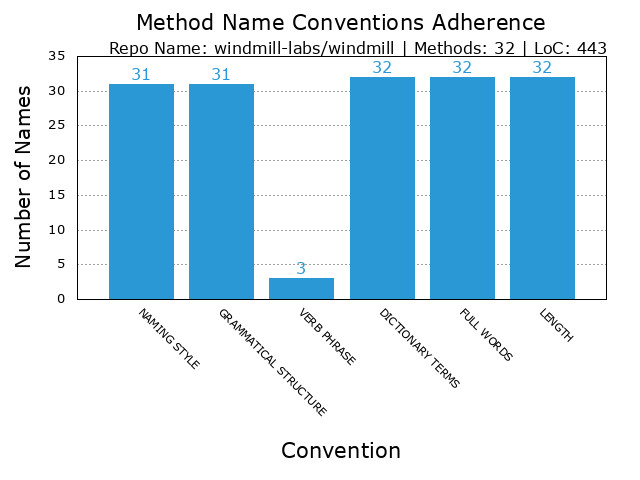 Method Name Conventions Adherence
Repo Name: windmill-labs/windmill | Methods: 32 | LoC: 443
Number of Names
35
30
25
20
15
10
5
0
31
31
3
32
32
32
NAMING STYLE
GRAMMATICAL STRUCTURE
VERB PHRASE
DICTIONARY TERMS
FULL WORDS
LENGTH
Convention